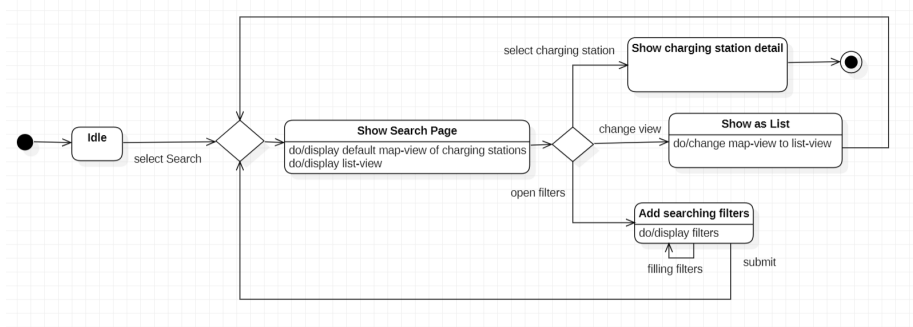 select charging station
Show charging station detail
Idle
select Search
Show Search Page
do/display default map-view of charging stations
do/display list-view
change view
Show as List
do/change map-view to list-view
open filters
Add searching filters
do/display filters
filling filters
submit